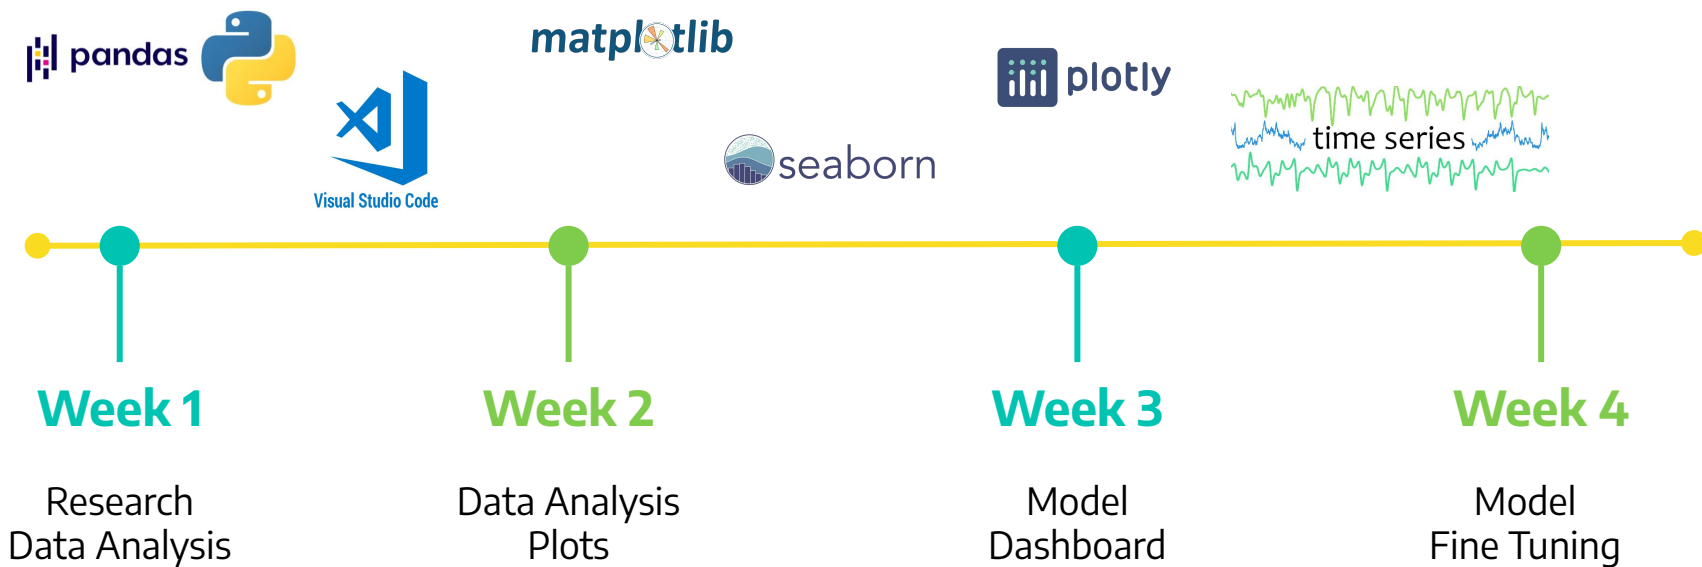 pandas
matplotlib
plotly
Visual Studio Code
seaborn
time series
Week 1
Week 2
Week 3
Week 4
Research
Data Analysis
Data Analysis
Plots
Model
Dashboard
Model
Fine Tuning